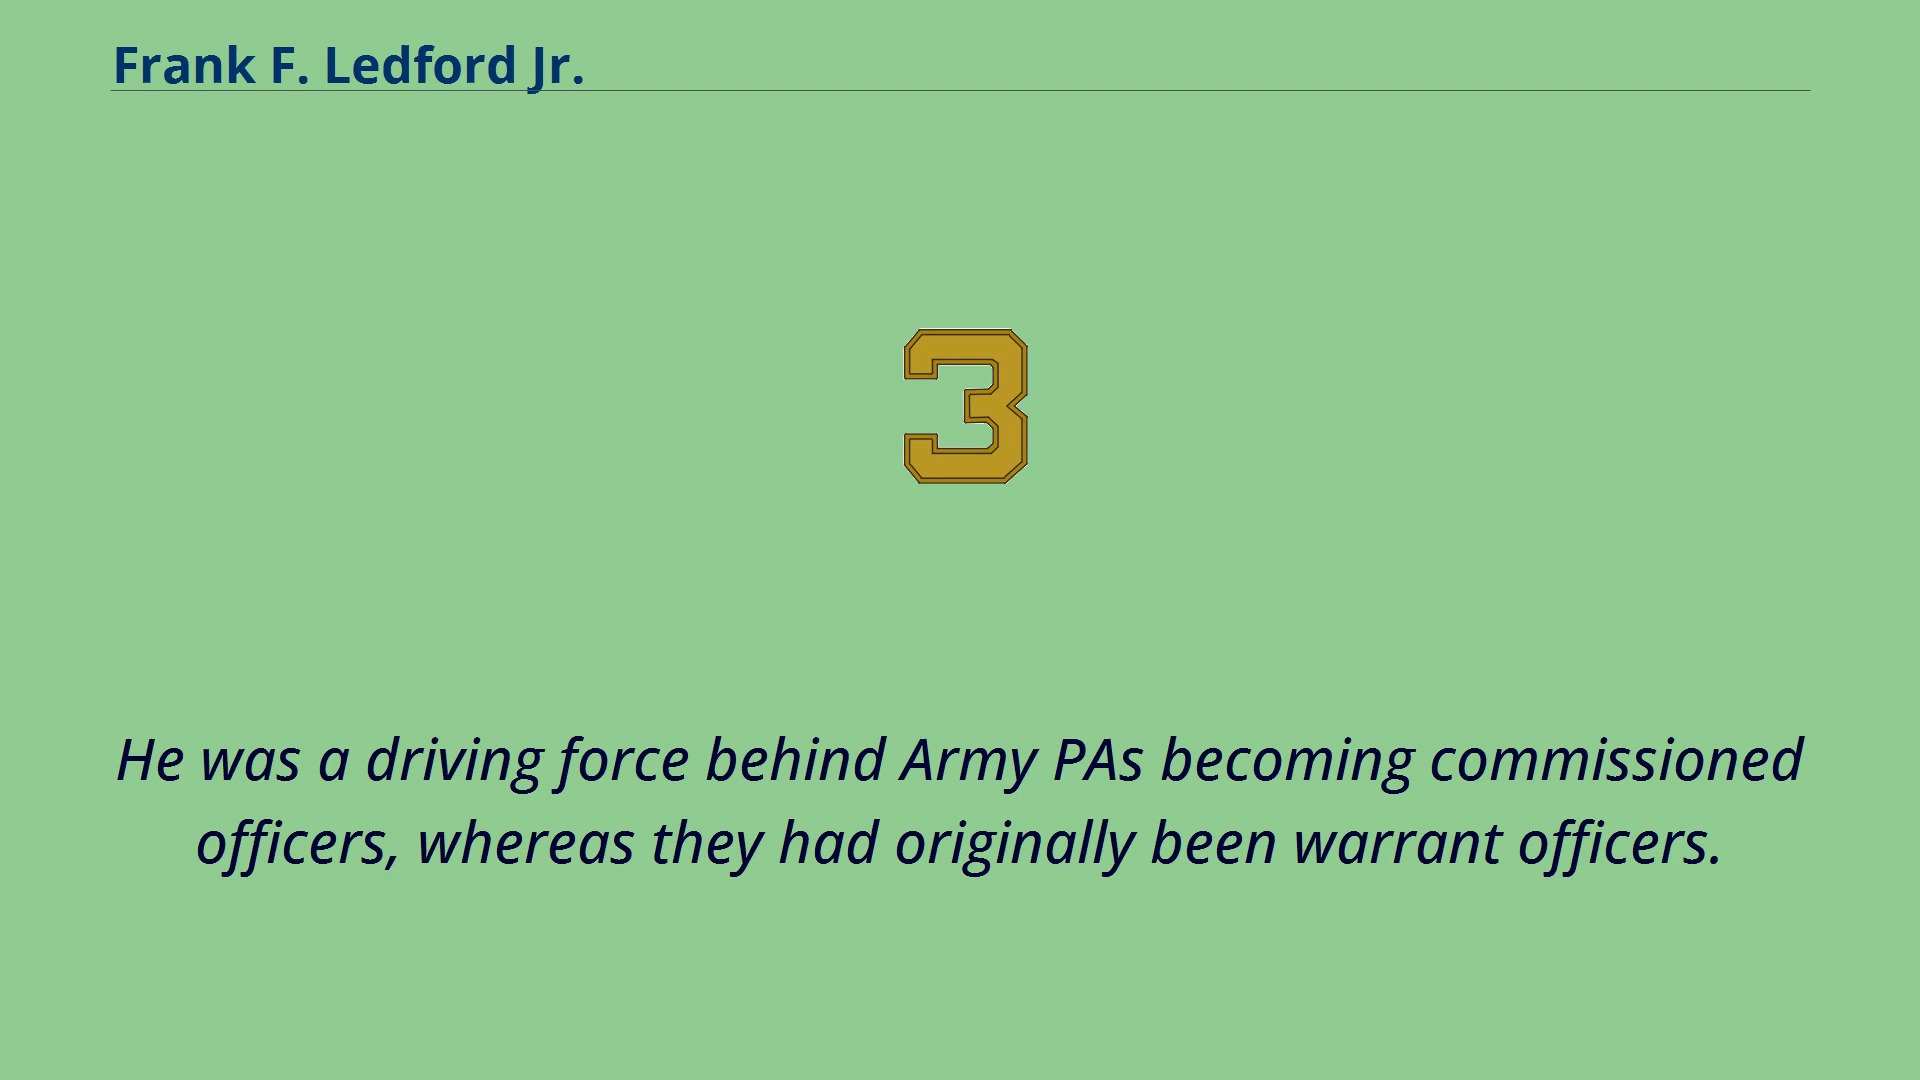 Frank F. Ledford Jr.
3
He was a driving force behind Army PAs becoming commissioned
officers, whereas they had originally been warrant officers.